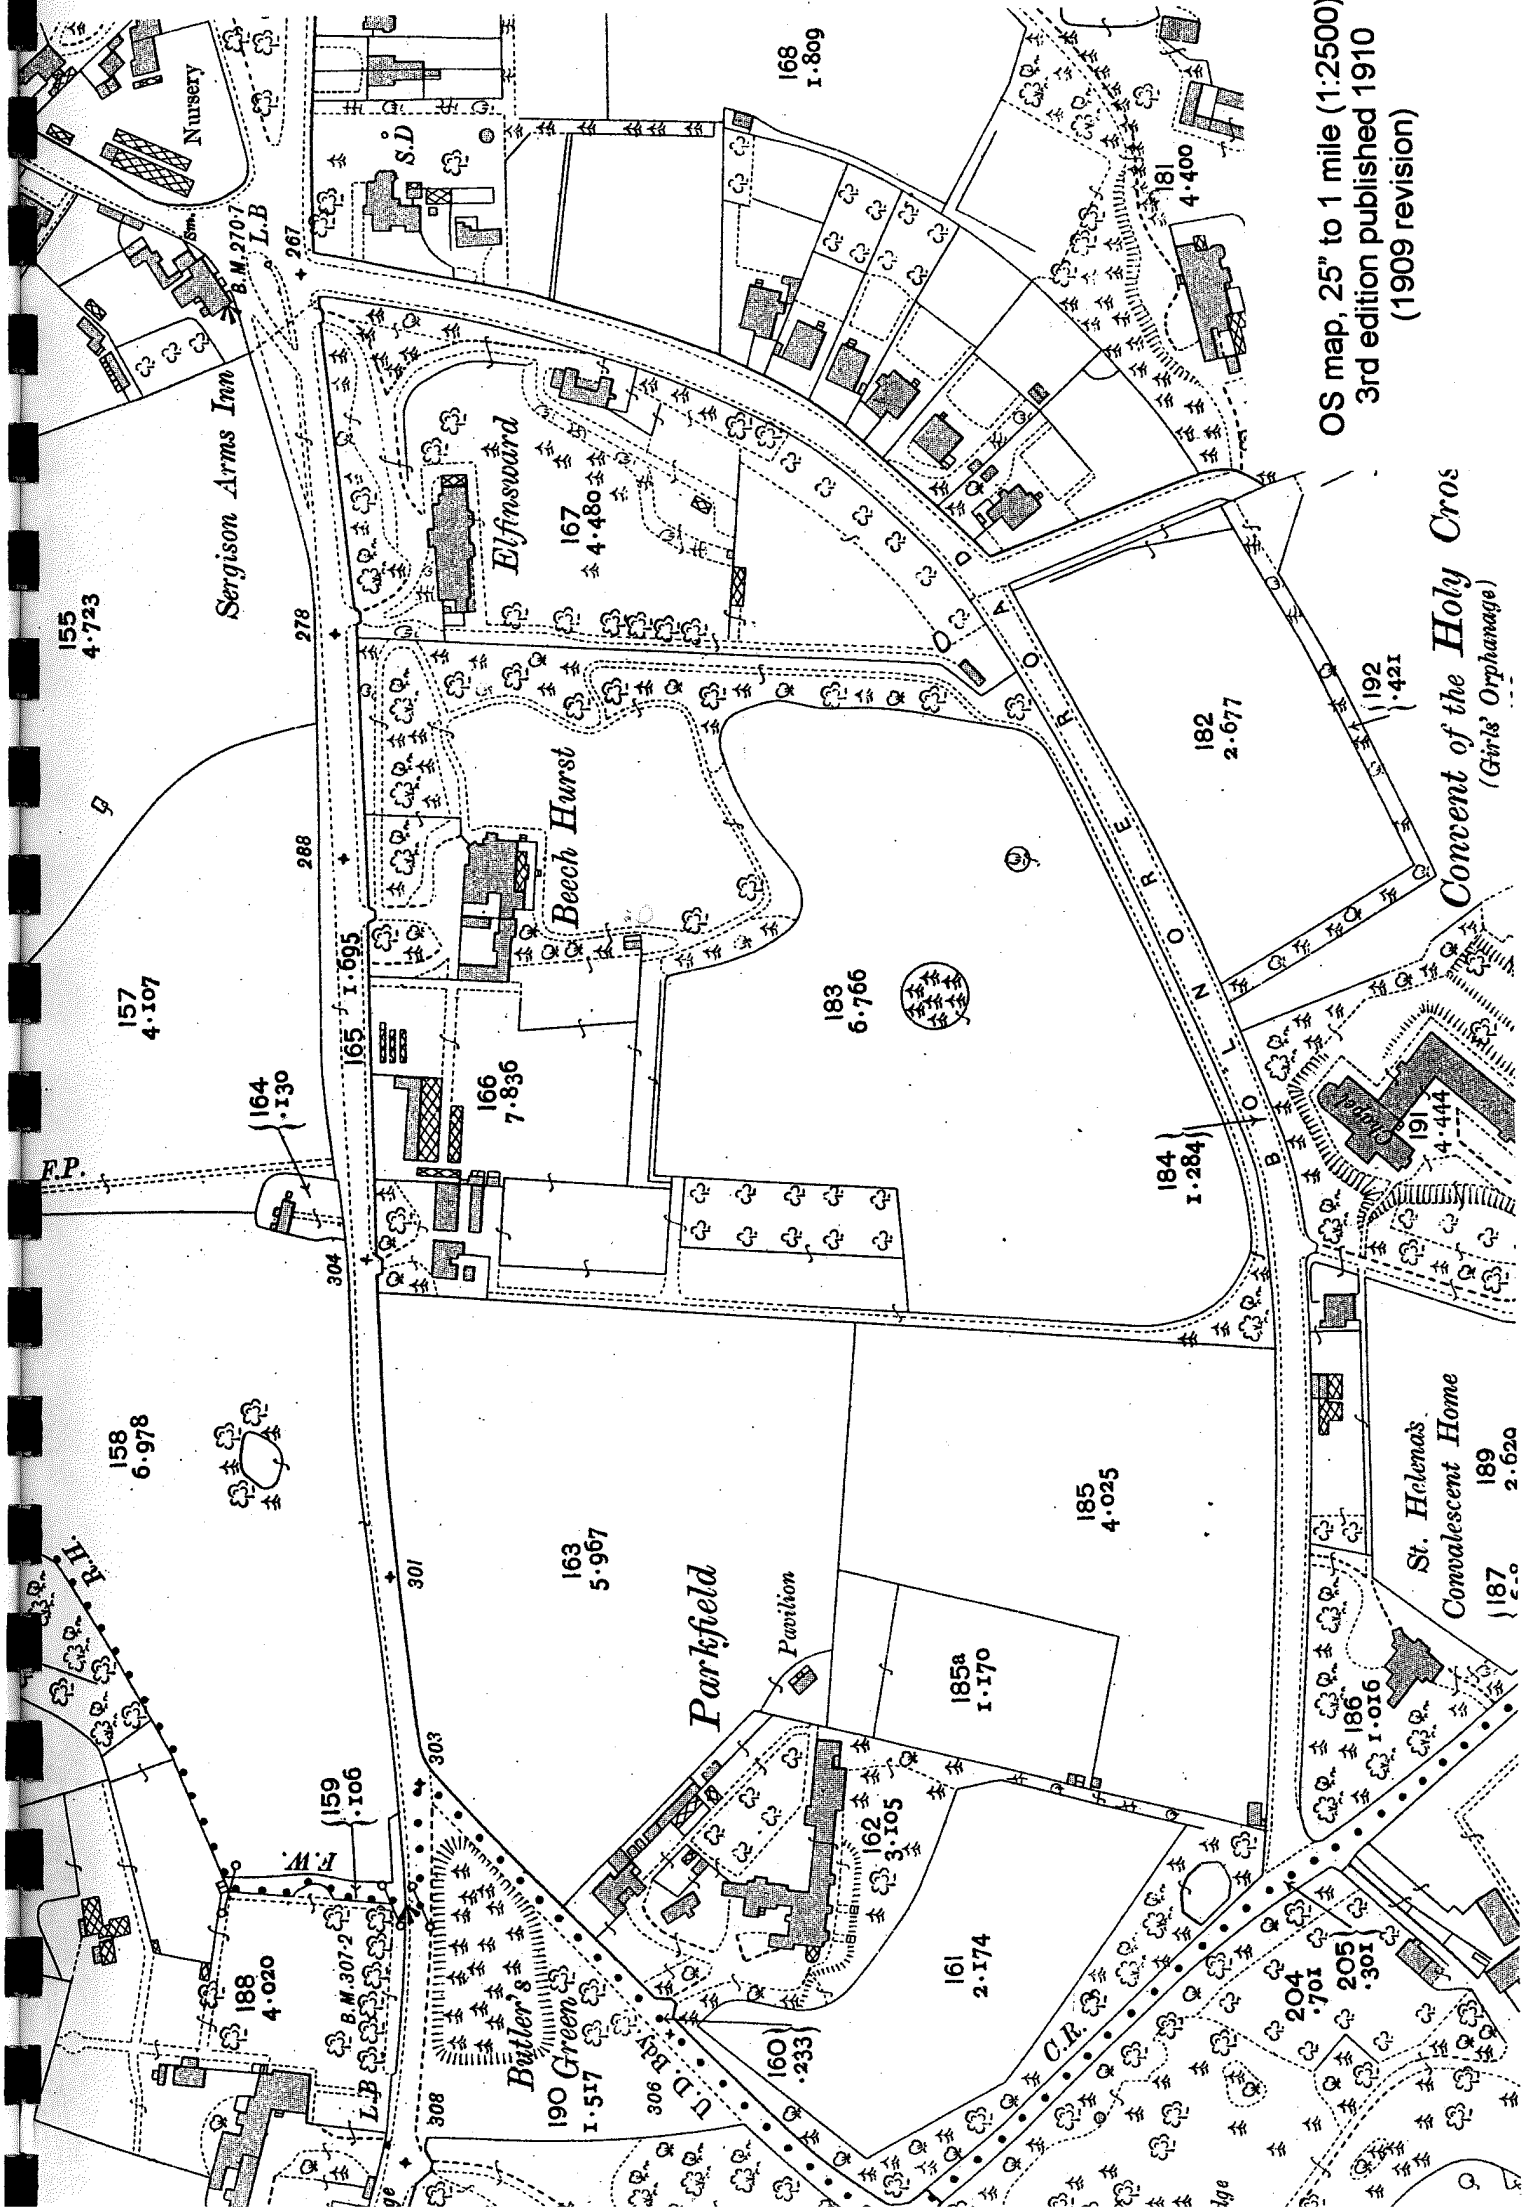 OS map, 25" to 1 mile (1:2500)
3rd edition published 1910
(1909 revision)
Nursery
Sm.
B.M.270·7
L.B
267
S.D
168
1·809
Sergison Arms Inn
155
4·723
278
Elfinsward
167
4·480
181
4·400
157
4·107
288
Beech Hurst
182
2·677
192
·421
Convent of the Holy
(Girls' Orphanage)
F.P.
164
·130
165
1·695
166
7·836
183
6·766
184
1·284
BOLNORE ROAD
Chapel
191
4·444
304
158
6·978
301
163
5·967
185
4·025
St. Helena's
Convalescent Home
189
2·620
187
R.H.
Parkfield
Pavilion
185a
1·170
186
1·016
303
159
·106
F.W.
162
3·105
188
4·020
B.M.307·2
L.B
308
Butler's
Green
190
1·517
306
U.D Bdy
160
·233
161
2·174
C.R.
204
·701
205
·301